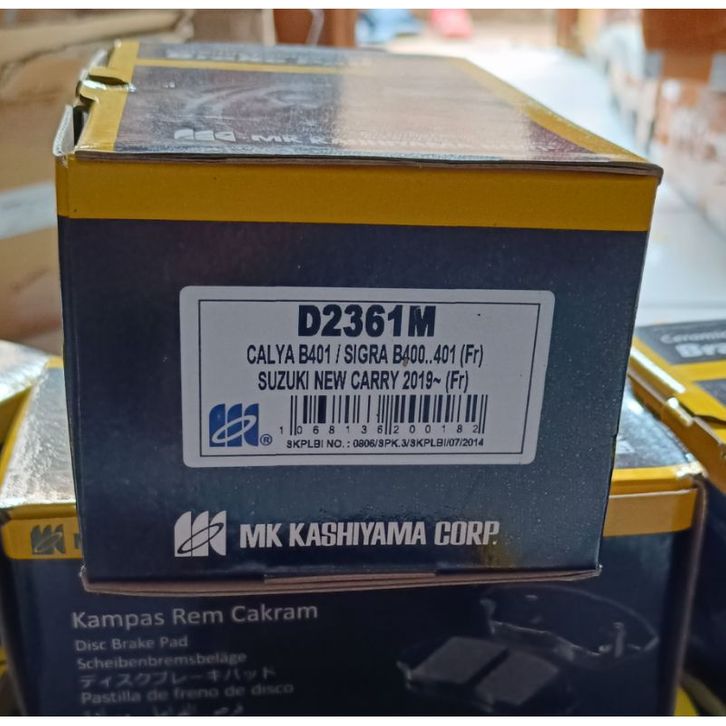 MK KASHIYAMA
D2361M
CALYA B401 / SIGRA B400..401 (Fr)
SUZUKI NEW CARRY 2019~ (Fr)
1068136200182
®
SKPLBI NO.: 0806/SPK.3/SKPLBI/07/2014
MK KASHIYAMA CORP.
Kampas Rem Cakram
Disc Brake Pad
Scheibenbremsbeläge
ディスクブレーキパッド
Pastilla de freno de disco